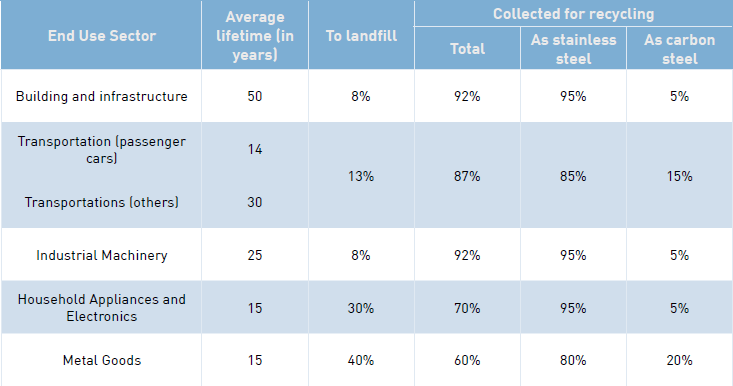 End Use Sector
Average
lifetime (in
years)
To landfill
Collected for recycling
Total
As stainless
steel
As carbon
steel
Building and infrastructure 50 8% 92% 95% 5%
Transportation (passenger
cars)
14
13% 87% 85% 15%
Transportations (others) 30
Industrial Machinery 25 8% 92% 95% 5%
Household Appliances and
Electronics
15 30% 70% 95% 5%
Metal Goods 15 40% 60% 80% 20%